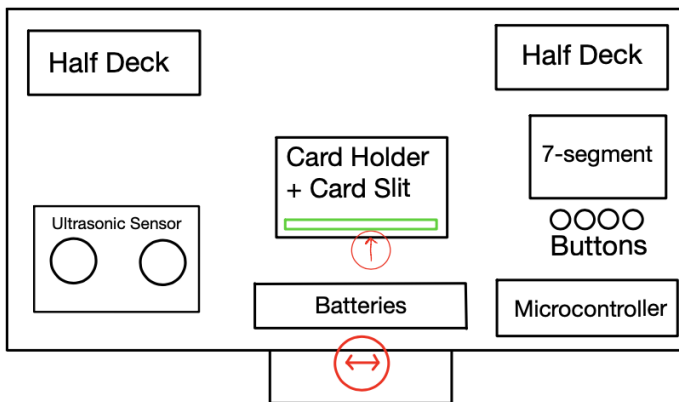 Half Deck
Half Deck
Card Holder
+ Card Slit
7-segment
Ultrasonic Sensor
Buttons
Batteries
Microcontroller